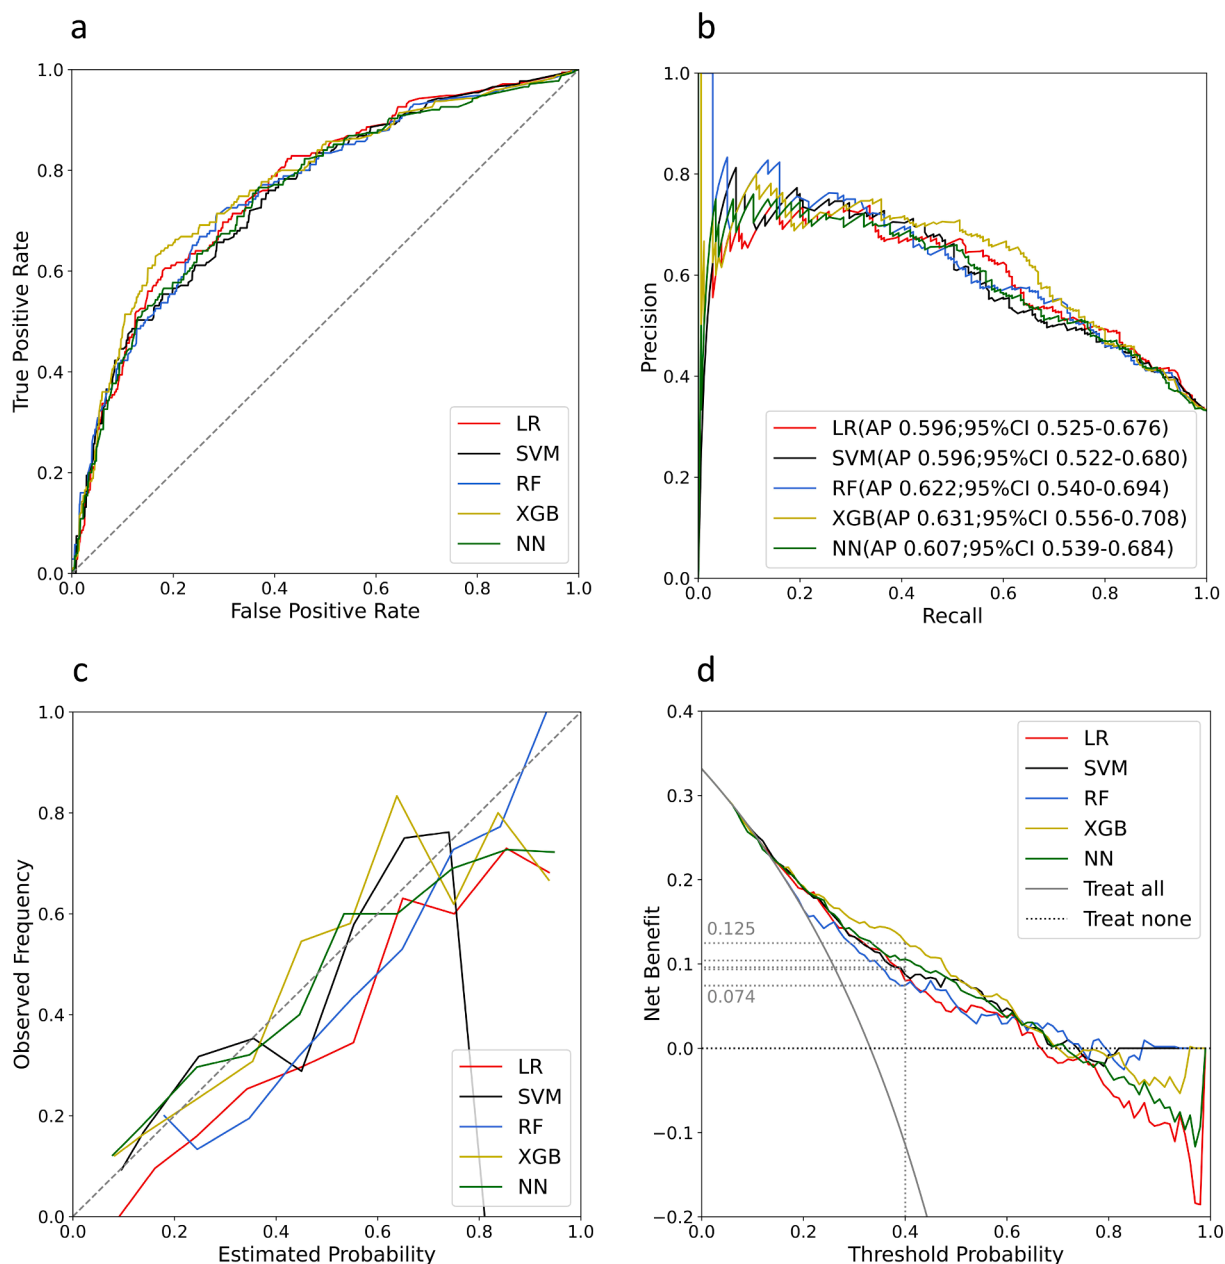 a
1.0
0.8
0.6
0.4
0.2
0.0
True Positive Rate
LR
SVM
RF
XGB
NN
0.0 0.2 0.4 0.6 0.8 1.0
False Positive Rate
b
1.0
0.8
0.6
0.4
0.2
0.0
Precision
LR(AP 0.596;95%CI 0.525-0.676)
SVM(AP 0.596;95%CI 0.522-0.680)
RF(AP 0.622;95%CI 0.540-0.694)
XGB(AP 0.631;95%CI 0.556-0.708)
NN(AP 0.607;95%CI 0.539-0.684)
0.0 0.2 0.4 0.6 0.8 1.0
Recall
c
1.0
0.8
0.6
0.4
0.2
0.0
Observed Frequency
LR
SVM
RF
XGB
NN
0.0 0.2 0.4 0.6 0.8 1.0
Estimated Probability
d
0.4
0.3
0.2
0.1
0.0
−0.1
−0.2
Net Benefit
LR
SVM
RF
XGB
NN
Treat all
Treat none
0.125
0.074
0.0 0.2 0.4 0.6 0.8 1.0
Threshold Probability